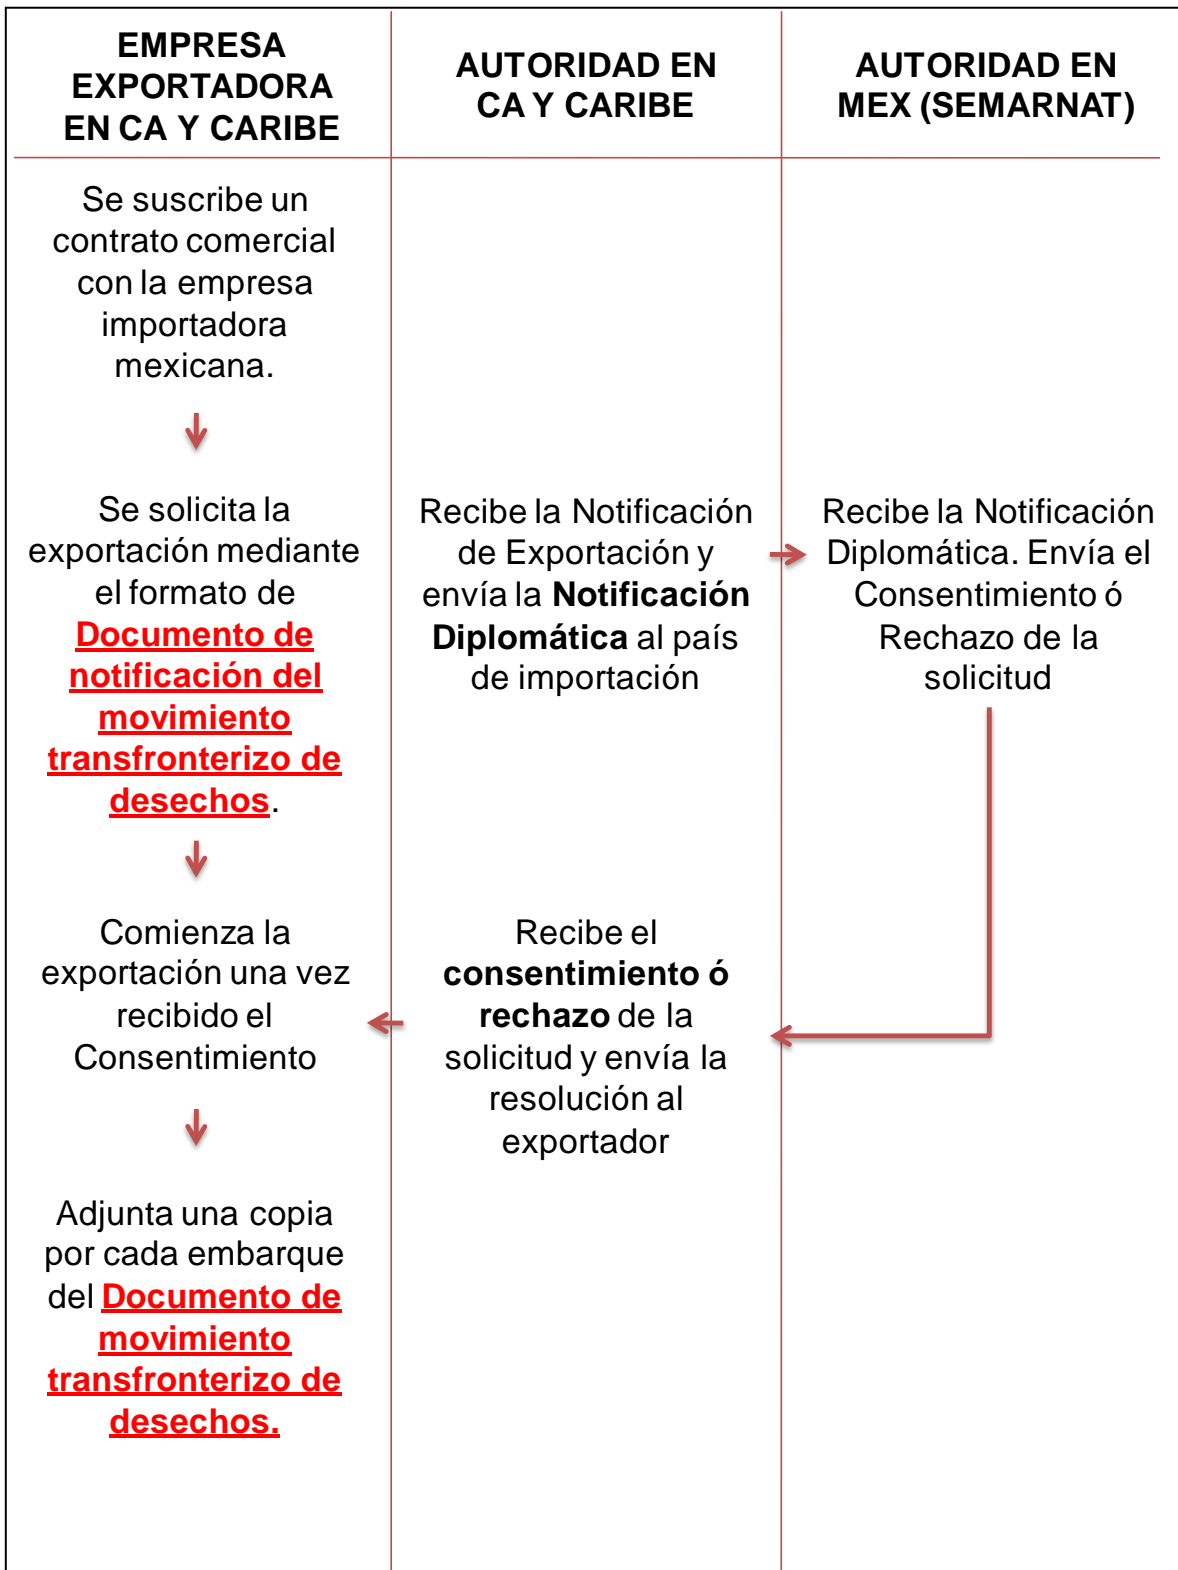 EMPRESA
EXPORTADORA
EN CA Y CARIBE
AUTORIDAD EN
CA Y CARIBE
AUTORIDAD EN
MEX (SEMARNAT)
Se suscribe un
contrato comercial
con la empresa
importadora
mexicana.
Se solicita la
exportación mediante
el formato de
Documento de
notificación del
movimiento
transfronterizo de
desechos.
Recibe la Notificación
de Exportación y
envía la Notificación
Diplomática al país
de importación
Recibe la Notificación
Diplomática. Envía el
Consentimiento ó
Rechazo de la
solicitud
Comienza la
exportación una vez
recibido el
Consentimiento
Recibe el
consentimiento ó
rechazo de la
solicitud y envía la
resolución al
exportador
Adjunta una copia
por cada embarque
del Documento de
movimiento
transfronterizo de
desechos.